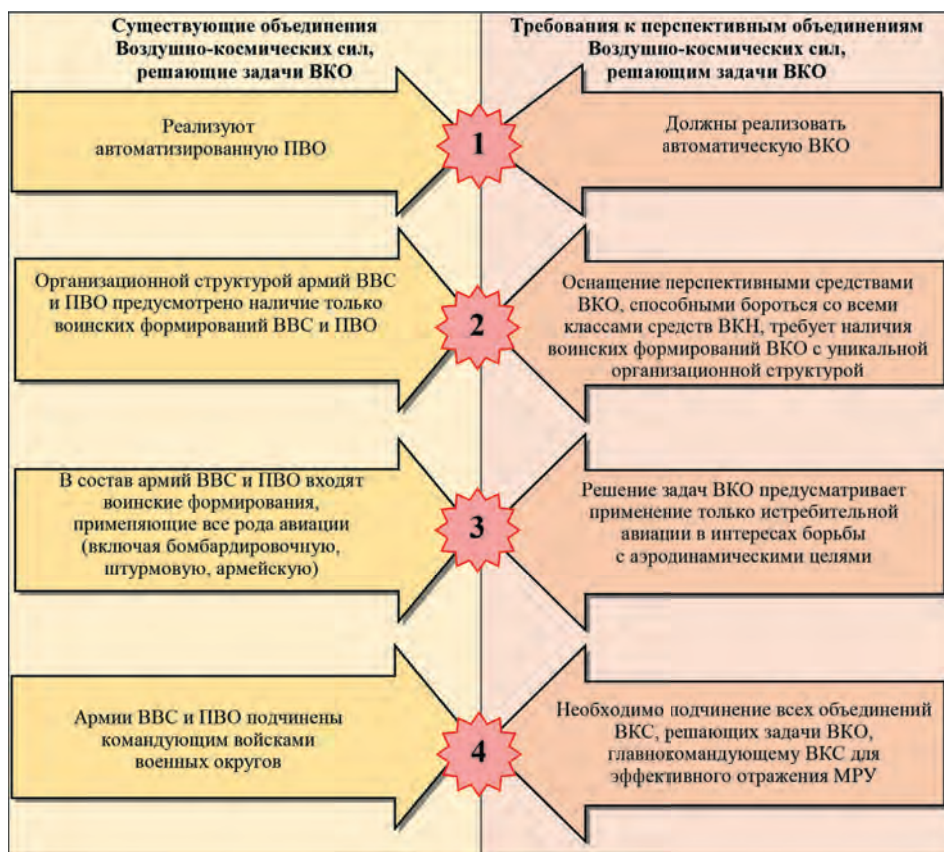 Существующие объединения
Воздушно-космических сил,
решающие задачи ВКО
Требования к перспективным объединениям
Воздушно-космических сил,
решающим задачи ВКО
Реализуют
автоматизированную ПВО
1
Должны реализовать
автоматическую ВКО
Организационной структурой армий ВВС
и ПВО предусмотрено наличие только
воинских формирований ВВС и ПВО
2
Оснащение перспективными средствами
ВКО, способными бороться со всеми
классами средств ВКН, требует наличия
воинских формирований ВКО с уникальной
организационной структурой
В состав армий ВВС и ПВО входят
воинские формирования,
применяющие все рода авиации
(включая бомбардировочную,
штурмовую, армейскую)
3
Решение задач ВКО предусматривает
применение только истребительной
авиации в интересах борьбы
с аэродинамическими целями
Армии ВВС и ПВО подчинены
командующим войсками
военных округов
4
Необходимо подчинение всех объединений
ВКС, решающих задачи ВКО,
главнокомандующему ВКС для
эффективного отражения МРУ